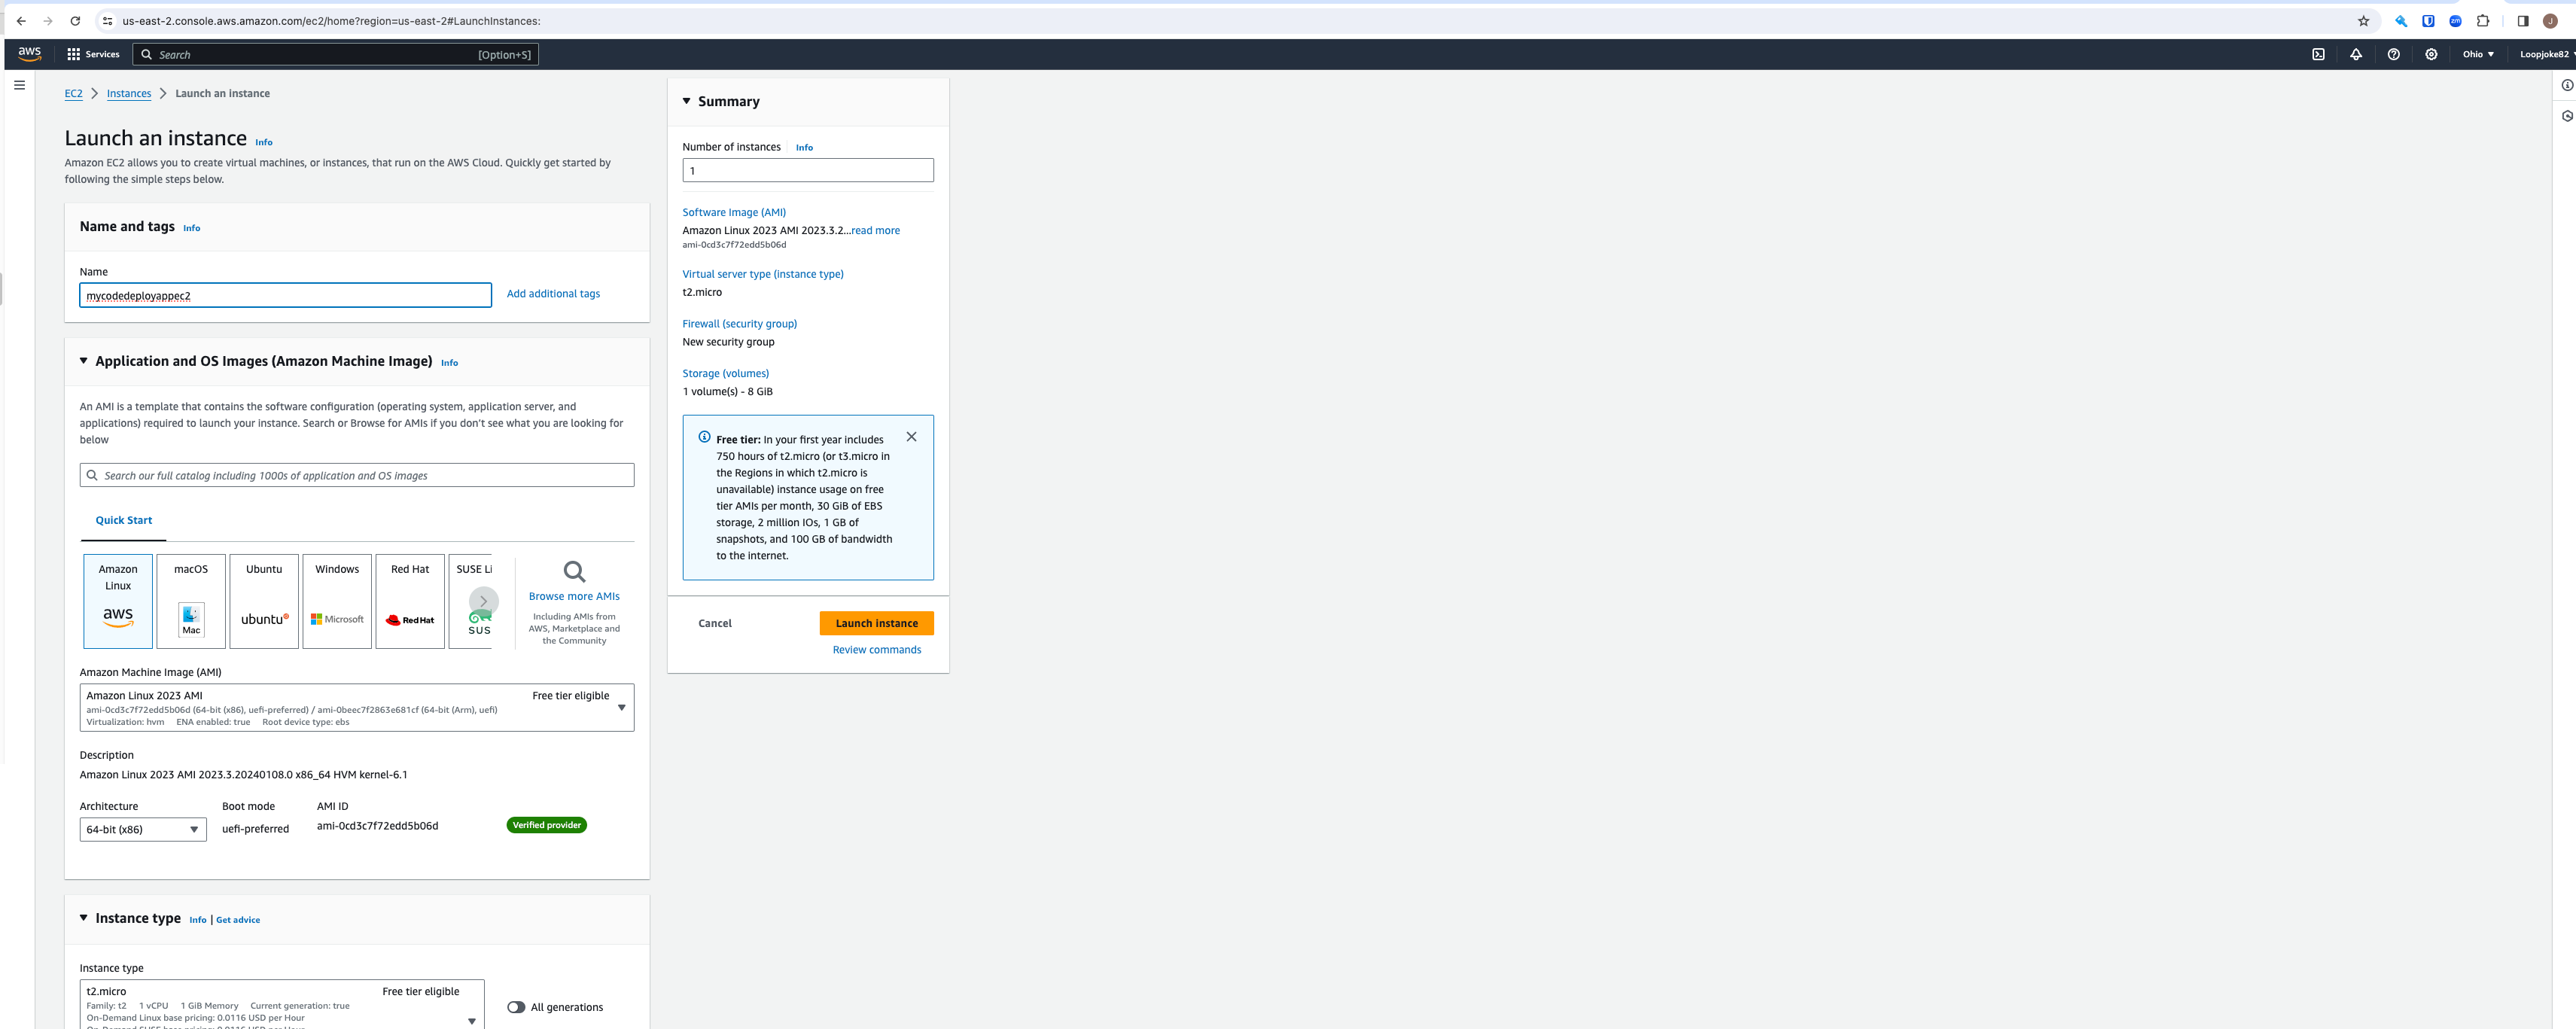 us-east-2.console.aws.amazon.com/ec2/home?region=us-east-2#LaunchInstances:
J
aws
Services
Search
[Option+S]
Ohio
Loopjoke82
EC2
Instances
Launch an instance
Launch an instance
Info
Amazon EC2 allows you to create virtual machines, or instances, that run on the AWS Cloud. Quickly get started by
following the simple steps below.
Name and tags
Info
Name
mycodedeployappec2
Add additional tags
Application and OS Images (Amazon Machine Image)
Info
An AMI is a template that contains the software configuration (operating system, application server, and
applications) required to launch your instance. Search or Browse for AMIs if you don't see what you are looking for
below
Search our full catalog including 1000s of application and OS images
Quick Start
Amazon
Linux
aws
macOS
Mac
Ubuntu
ubuntu
Windows
Microsoft
Red Hat
Red Hat
SUSE Li
SUS
Browse more AMIs
Including AMIs from
AWS, Marketplace and
the Community
Amazon Machine Image (AMI)
Amazon Linux 2023 AMI
Free tier eligible
ami-0cd3c7f72edd5b06d (64-bit (x86), uefi-preferred) / ami-0beec7f2863e681cf (64-bit (Arm), uefi)
Virtualization: hvm    ENA enabled: true    Root device type: ebs
Description
Amazon Linux 2023 AMI 2023.3.20240108.0 x86_64 HVM kernel-6.1
Architecture
Boot mode
AMI ID
64-bit (x86)
uefi-preferred
ami-0cd3c7f72edd5b06d
Verified provider
Instance type
Info | Get advice
Instance type
t2.micro
Free tier eligible
Family: t2    1 vCPU    1 GiB Memory    Current generation: true
On-Demand Linux base pricing: 0.0116 USD per Hour
On-Demand SUSE base pricing: 0.0116 USD per Hour
All generations
Summary
Number of instances
Info
1
Software Image (AMI)
Amazon Linux 2023 AMI 2023.3.2...read more
ami-0cd3c7f72edd5b06d
Virtual server type (instance type)
t2.micro
Firewall (security group)
New security group
Storage (volumes)
1 volume(s) - 8 GiB
Free tier: In your first year includes
750 hours of t2.micro (or t3.micro in
the Regions in which t2.micro is
unavailable) instance usage on free
tier AMIs per month, 30 GiB of EBS
storage, 2 million IOs, 1 GB of
snapshots, and 100 GB of bandwidth
to the internet.
Cancel
Launch instance
Review commands